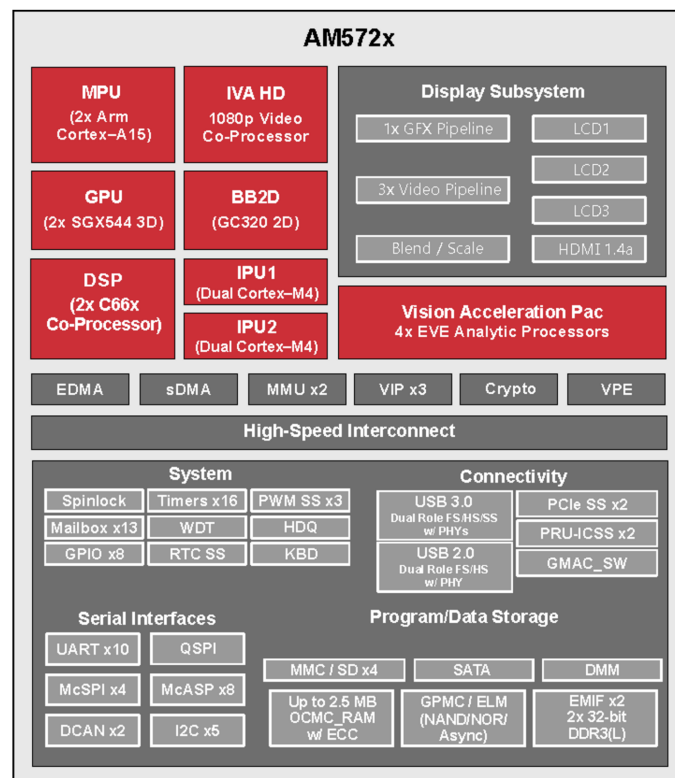 AM572x
MPU
(2x Arm
Cortex–A15)
IVA HD
1080p Video
Co-Processor
Display Subsystem
1x GFX Pipeline
LCD1
LCD2
3x Video Pipeline
LCD3
Blend / Scale
HDMI 1.4a
GPU
(2x SGX544 3D)
BB2D
(GC320 2D)
DSP
(2x C66x
Co-Processor)
IPU1
(Dual Cortex–M4)
IPU2
(Dual Cortex–M4)
Vision Acceleration Pac
4x EVE Analytic Processors
EDMA
sDMA
MMU x2
VIP x3
Crypto
VPE
High-Speed Interconnect
System
Spinlock
Timers x16
PWM SS x3
Mailbox x13
WDT
HDQ
GPIO x8
RTC SS
KBD
Connectivity
USB 3.0
Dual Role FS/HS/SS
w/ PHYs
USB 2.0
Dual Role FS/HS
w/ PHY
PCIe SS x2
PRU-ICSS x2
GMAC_SW
Serial Interfaces
UART x10
QSPI
McSPI x4
McASP x8
DCAN x2
I2C x5
Program/Data Storage
MMC / SD x4
SATA
DMM
Up to 2.5 MB
OCMC_RAM
w/ ECC
GPMC / ELM
(NAND/NOR/
Async)
EMIF x2
2x 32-bit
DDR3(L)